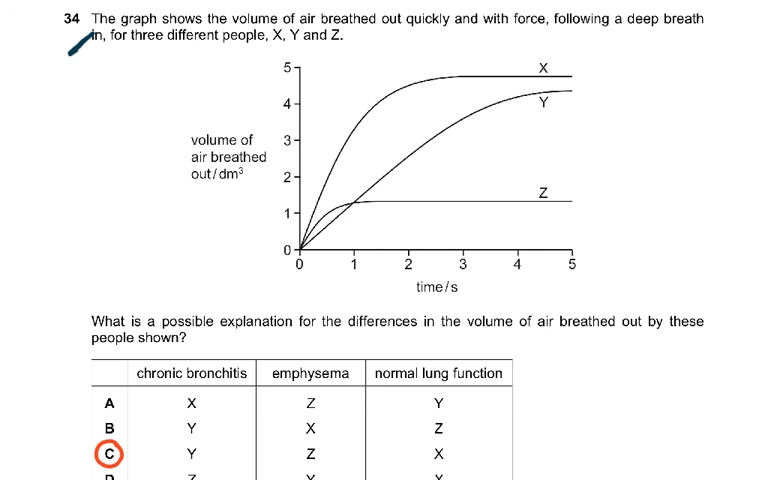 34 The graph shows the volume of air breathed out quickly and with force, following a deep breath
in, for three different people, X, Y and Z.
5
4
3
2
1
0
volume of
air breathed
out / dm³
X
Y
Z
0 1 2 3 4 5
time / s
What is a possible explanation for the differences in the volume of air breathed out by these
people shown?
chronic bronchitis emphysema normal lung function
A X Z Y
B Y X Z
C Y Z X